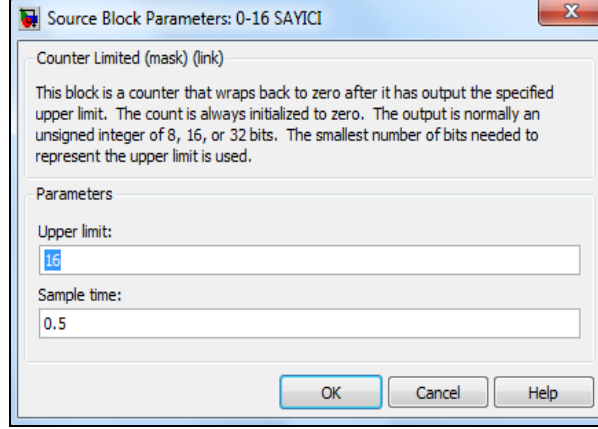 Source Block Parameters: 0-16 SAYICI
Counter Limited (mask) (link)
This block is a counter that wraps back to zero after it has output the specified
upper limit.  The count is always initialized to zero.  The output is normally an
unsigned integer of 8, 16, or 32 bits.  The smallest number of bits needed to
represent the upper limit is used.
Parameters
Upper limit:
16
Sample time:
0.5
OK
Cancel
Help